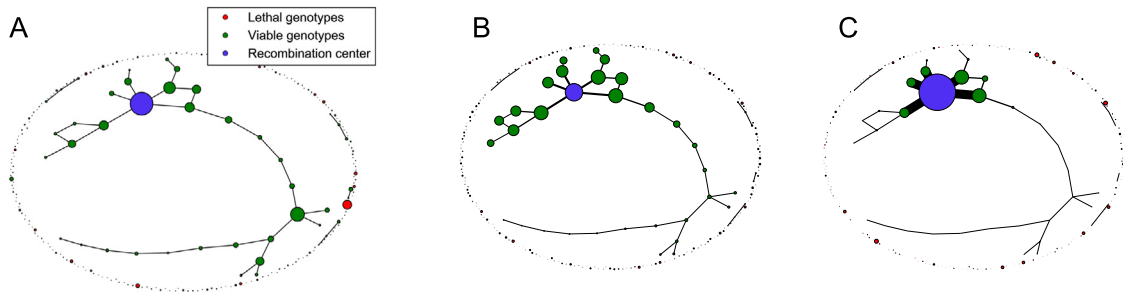 A
Lethal genotypes
Viable genotypes
Recombination center
B
C